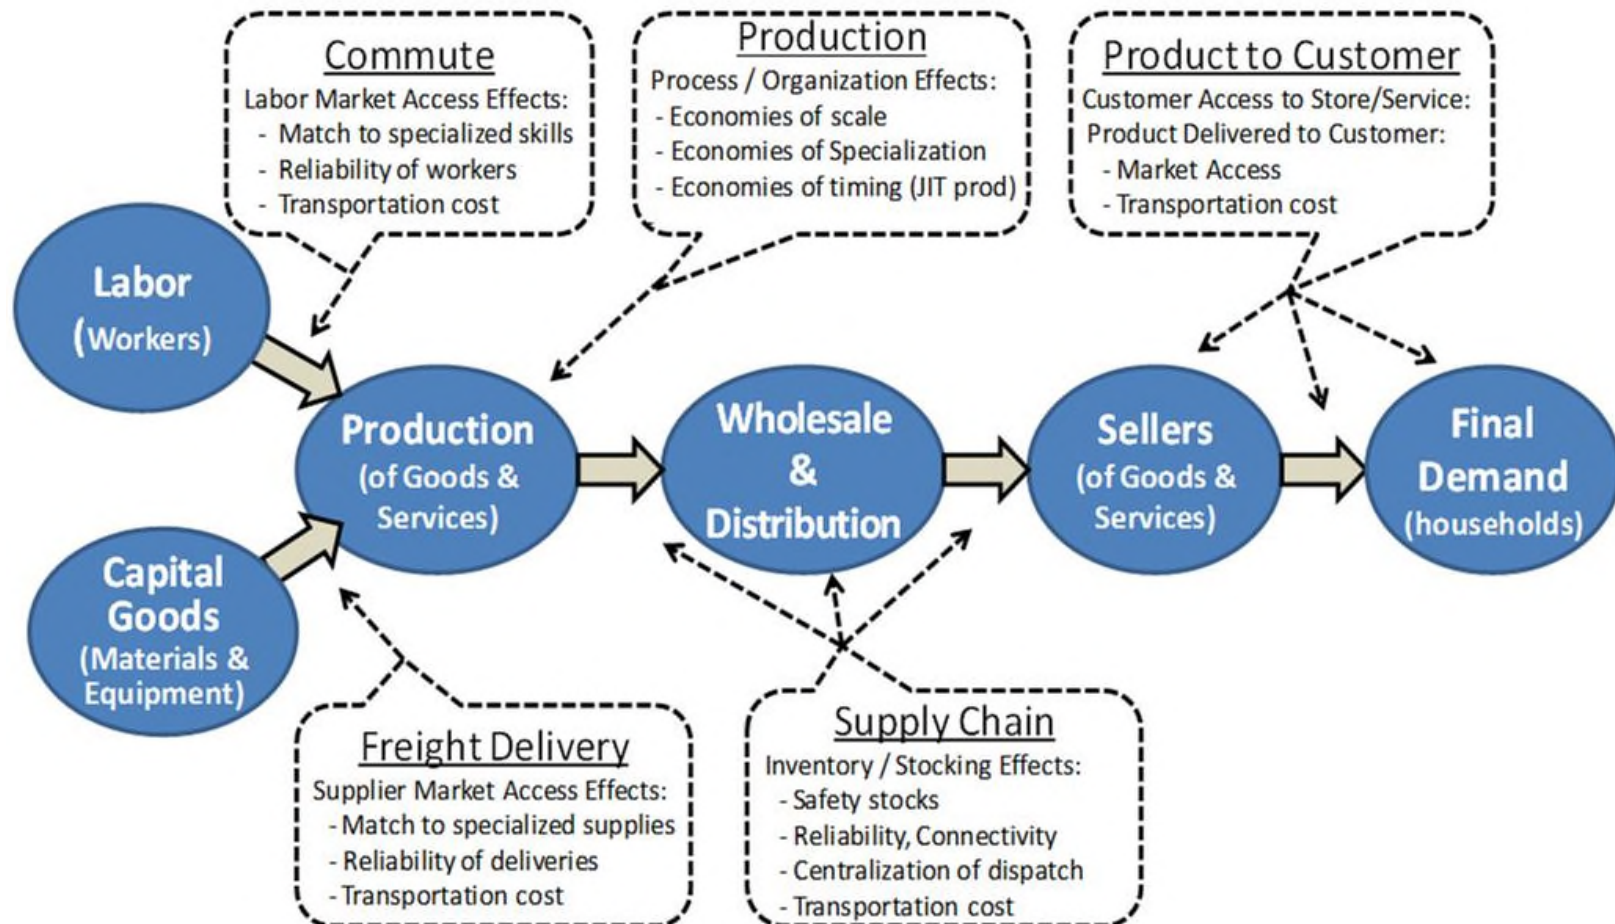 Commute
Labor Market Access Effects:
- Match to specialized skills
- Reliability of workers
- Transportation cost
Production
Process / Organization Effects:
- Economies of scale
- Economies of Specialization
- Economies of timing (JIT prod)
Product to Customer
Customer Access to Store/Service:
Product Delivered to Customer:
- Market Access
- Transportation cost
Labor
(Workers)
Capital
Goods
(Materials &
Equipment)
Production
(of Goods &
Services)
Wholesale
&
Distribution
Sellers
(of Goods &
Services)
Final
Demand
(households)
Freight Delivery
Supplier Market Access Effects:
- Match to specialized supplies
- Reliability of deliveries
- Transportation cost
Supply Chain
Inventory / Stocking Effects:
- Safety stocks
- Reliability, Connectivity
- Centralization of dispatch
- Transportation cost